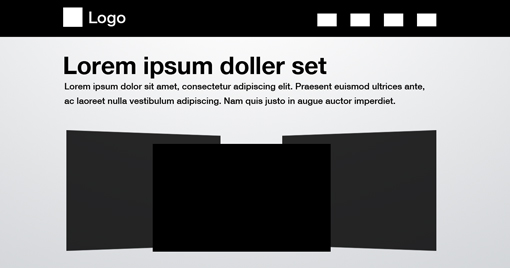 Logo
Lorem ipsum doller set
Lorem ipsum dolor sit amet, consectetur adipiscing elit. Praesent euismod ultrices ante,
ac laoreet nulla vestibulum adipiscing. Nam quis justo in augue auctor imperdiet.